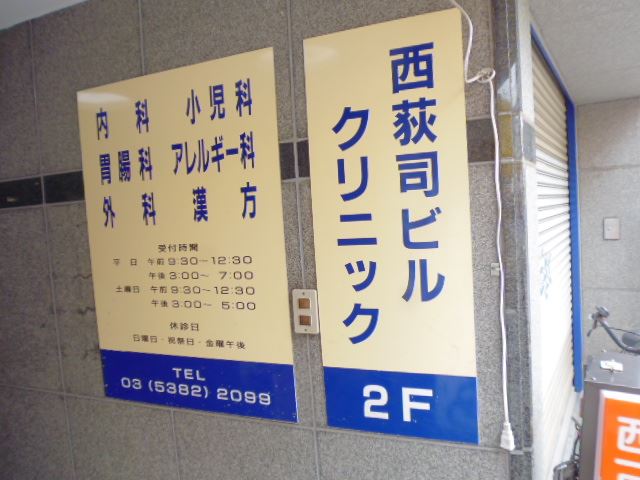 内科 小児科
胃腸科 アレルギー科
外科 漢方
受付時間
平日 午前 9:30～12:30
午後 3:00～ 7:00
土曜日 午前 9:30～12:30
午後 3:00～ 5:00
休診日
日曜日・祝祭日・金曜午後
TEL
03 (5382) 2099
西荻司ビル
クリニック
2F
西